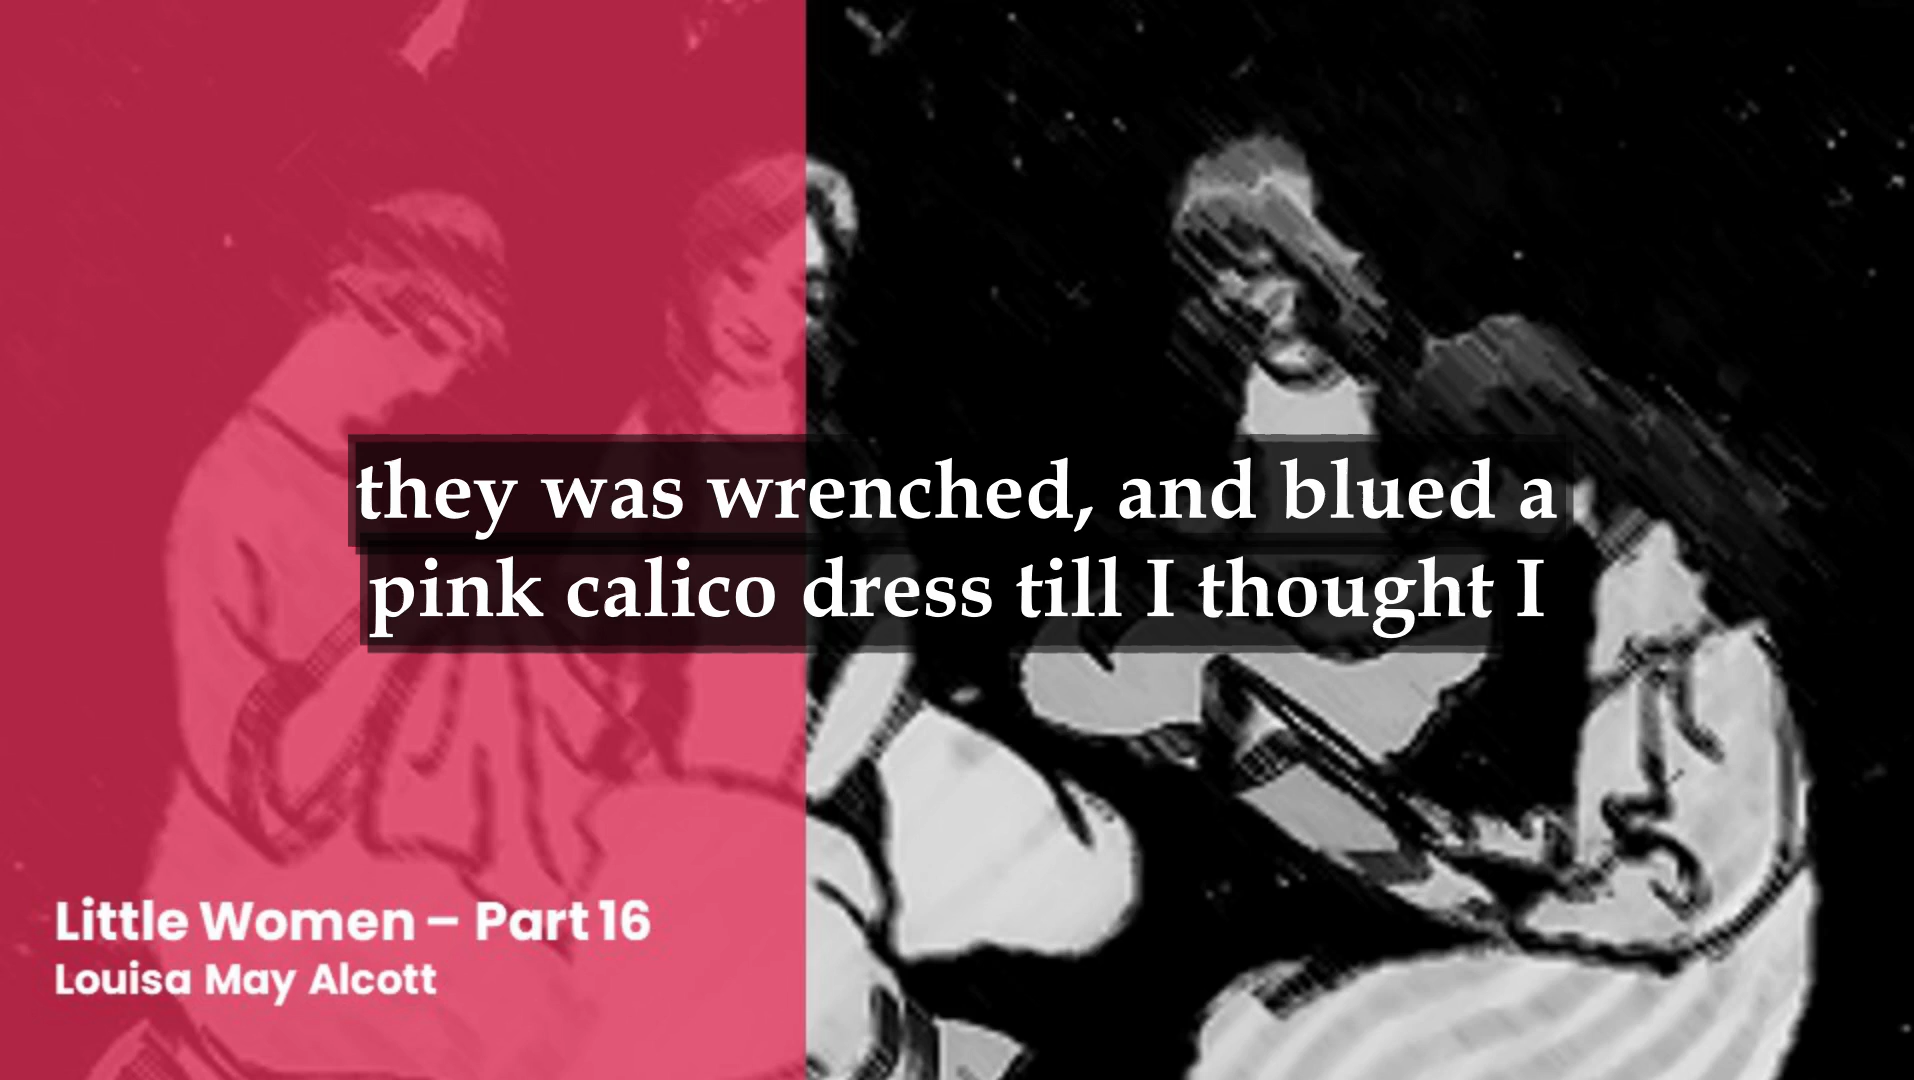 they was wrenched, and blued a
pink calico dress till I thought I
Little Women – Part 16
Louisa May Alcott